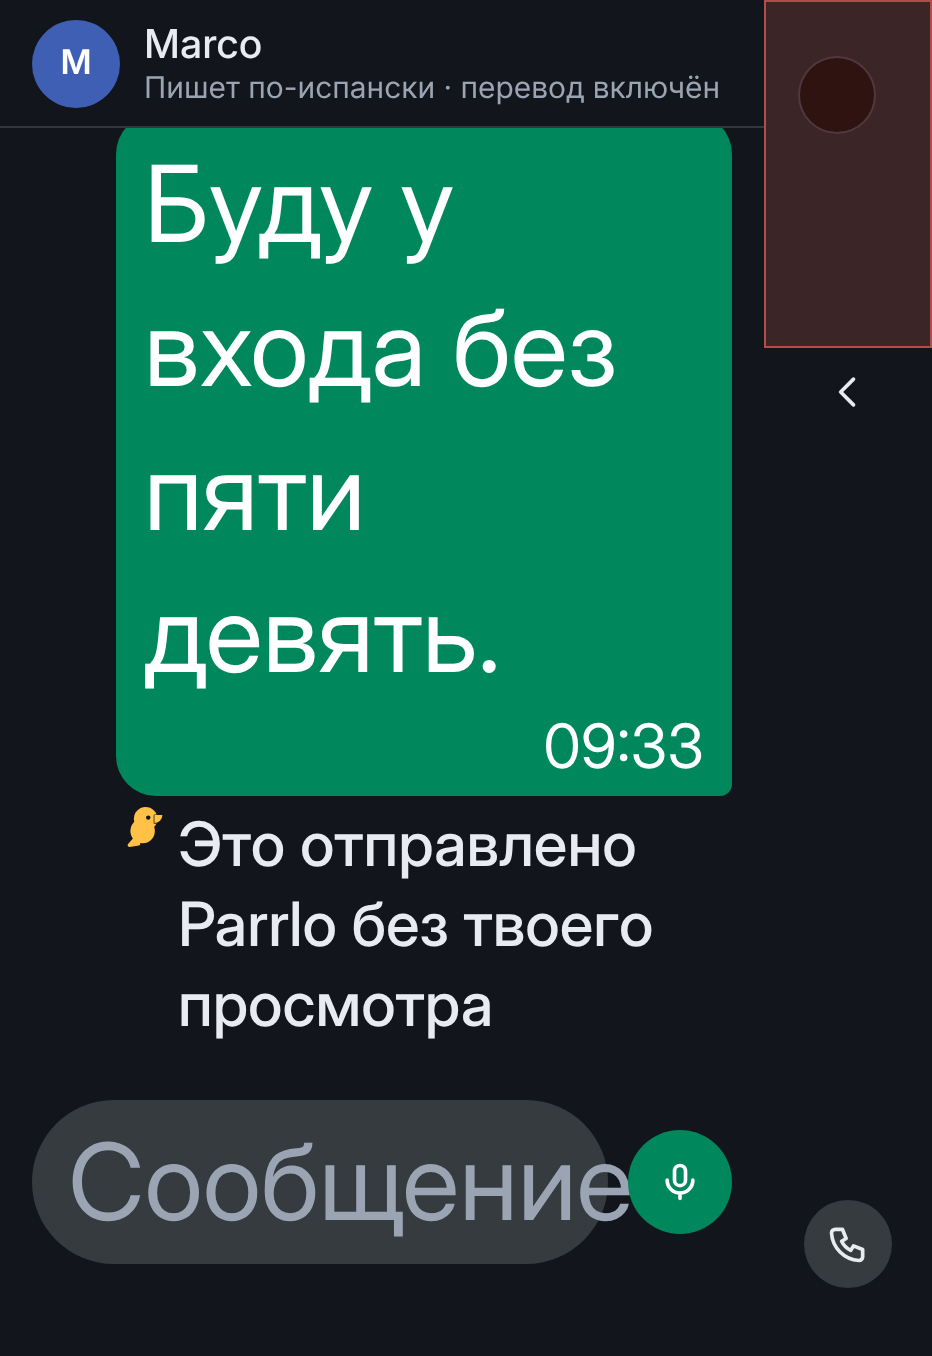 M
Marco
Пишет по-испански · перевод включён
Буду у
входа без
пяти
девять.
09:33
Это отправлено
Parrlo без твоего
просмотра
Сообщение